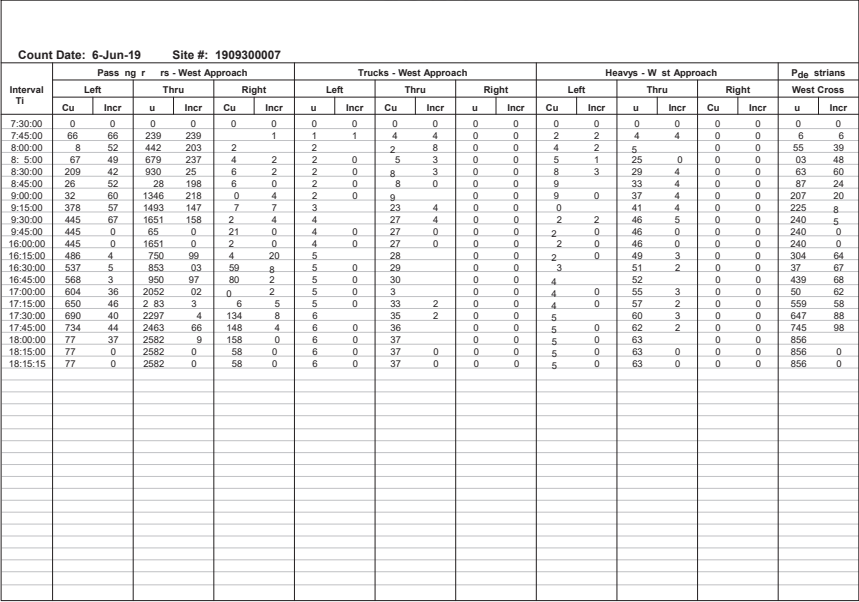 Count Date: 6-Jun-19 Site #: 1909300007
Pass ng r rs - West Approach Trucks - West Approach Heavys - W st Approach Pde strians
Interval Left Thru Right Left Thru Right Left Thru Right West Cross
Ti
Cu Incr u Incr Cu Incr u Incr Cu Incr u Incr Cu Incr u Incr Cu Incr u Incr
7:30:00 0 0 0 0 0 0 0 0 0 0 0 0 0 0 0 0 0 0 0 0
7:45:00 66 66 239 239 1 1 1 4 4 0 0 2 2 4 4 0 0 6 6
8:00:00 8 52 442 203 2 2 2 8 0 0 4 2 5 0 0 55 39
8: 5:00 67 49 679 237 4 2 2 0 5 3 0 0 5 1 25 0 0 0 03 48
8:30:00 209 42 930 25 6 2 2 0 8 3 0 0 8 3 29 4 0 0 63 60
8:45:00 26 52 28 198 6 0 2 0 8 0 0 0 9 33 4 0 0 87 24
9:00:00 32 60 1346 218 0 4 2 0 9 0 0 9 0 37 4 0 0 207 20
9:15:00 378 57 1493 147 7 7 3 23 4 0 0 0 41 4 0 0 225 8
9:30:00 445 67 1651 158 2 4 4 27 4 0 0 2 2 46 5 0 0 240 5
9:45:00 445 0 65 0 21 0 4 0 27 0 0 0 2 0 46 0 0 0 240 0
16:00:00 445 0 1651 0 2 0 4 0 27 0 0 0 2 0 46 0 0 0 240 0
16:15:00 486 4 750 99 4 20 5 28 0 0 2 0 49 3 0 0 304 64
16:30:00 537 5 853 03 59 8 5 0 29 0 0 3 51 2 0 0 37 67
16:45:00 568 3 950 97 80 2 5 0 30 0 0 4 52 0 0 439 68
17:00:00 604 36 2052 02 0 2 5 0 3 0 0 4 0 55 3 0 0 50 62
17:15:00 650 46 2 83 3 6 5 5 0 33 2 0 0 4 0 57 2 0 0 559 58
17:30:00 690 40 2297 4 134 8 6 35 2 0 0 5 60 3 0 0 647 88
17:45:00 734 44 2463 66 148 4 6 0 36 0 0 5 0 62 2 0 0 745 98
18:00:00 77 37 2582 9 158 0 6 0 37 0 0 5 0 63 0 0 856
18:15:00 77 0 2582 0 58 0 6 0 37 0 0 0 5 0 63 0 0 0 856 0
18:15:15 77 0 2582 0 58 0 6 0 37 0 0 0 5 0 63 0 0 0 856 0